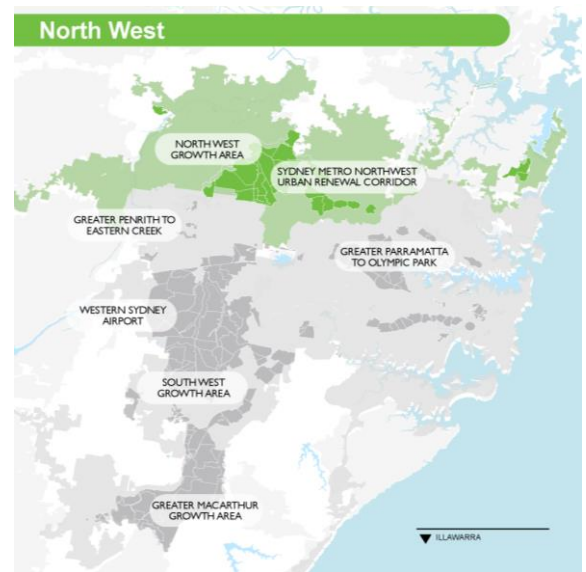 North West
NORTH WEST
GROWTH AREA
SYDNEY METRO NORTHWEST
URBAN RENEWAL CORRIDOR
GREATER PENRITH TO
EASTERN CREEK
GREATER PARRAMATTA
TO OLYMPIC PARK
WESTERN SYDNEY
AIRPORT
SOUTH WEST
GROWTH AREA
GREATER MACARTHUR
GROWTH AREA
ILLAWARRA